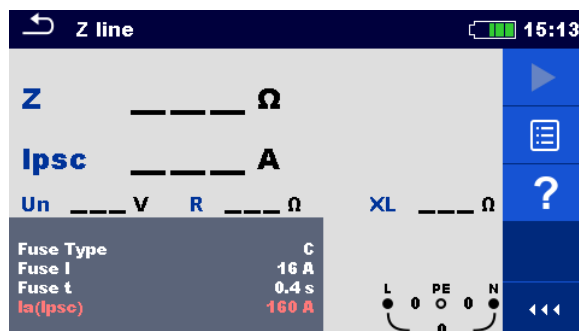 Z line 15:13
Z ___ Ω
Ipsc ___ A
Un ___ V R ___ Ω XL ___ Ω
Fuse Type C
Fuse I 16 A
Fuse t 0.4 s
Ia(Ipsc) 160 A
L PE N
0 0
0
?